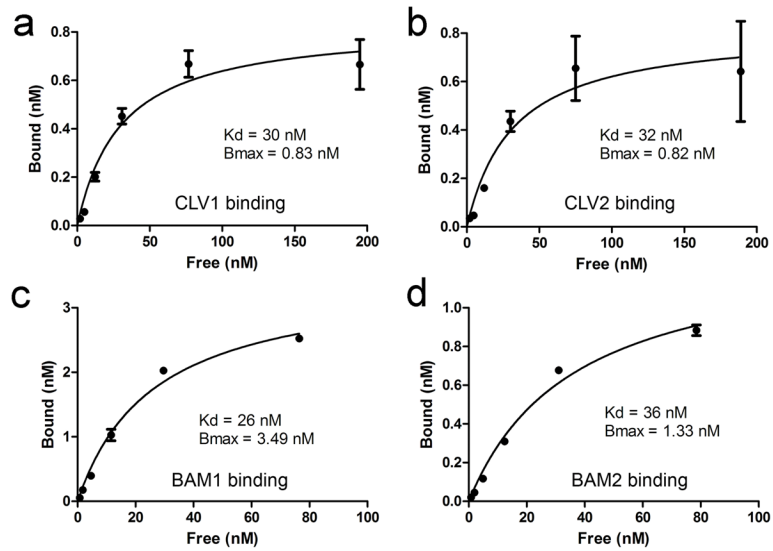 a
0.8
0.6
0.4
0.2
0.0
Bound (nM)
Kd = 30 nM
Bmax = 0.83 nM
CLV1 binding
0 50 100 150 200
Free (nM)
b
0.8
0.6
0.4
0.2
0.0
Bound (nM)
Kd = 32 nM
Bmax = 0.82 nM
CLV2 binding
0 50 100 150 200
Free (nM)
c
3
2
1
0
Bound (nM)
Kd = 26 nM
Bmax = 3.49 nM
BAM1 binding
0 20 40 60 80 100
Free (nM)
d
1.0
0.8
0.6
0.4
0.2
0.0
Bound (nM)
Kd = 36 nM
Bmax = 1.33 nM
BAM2 binding
0 20 40 60 80 100
Free (nM)